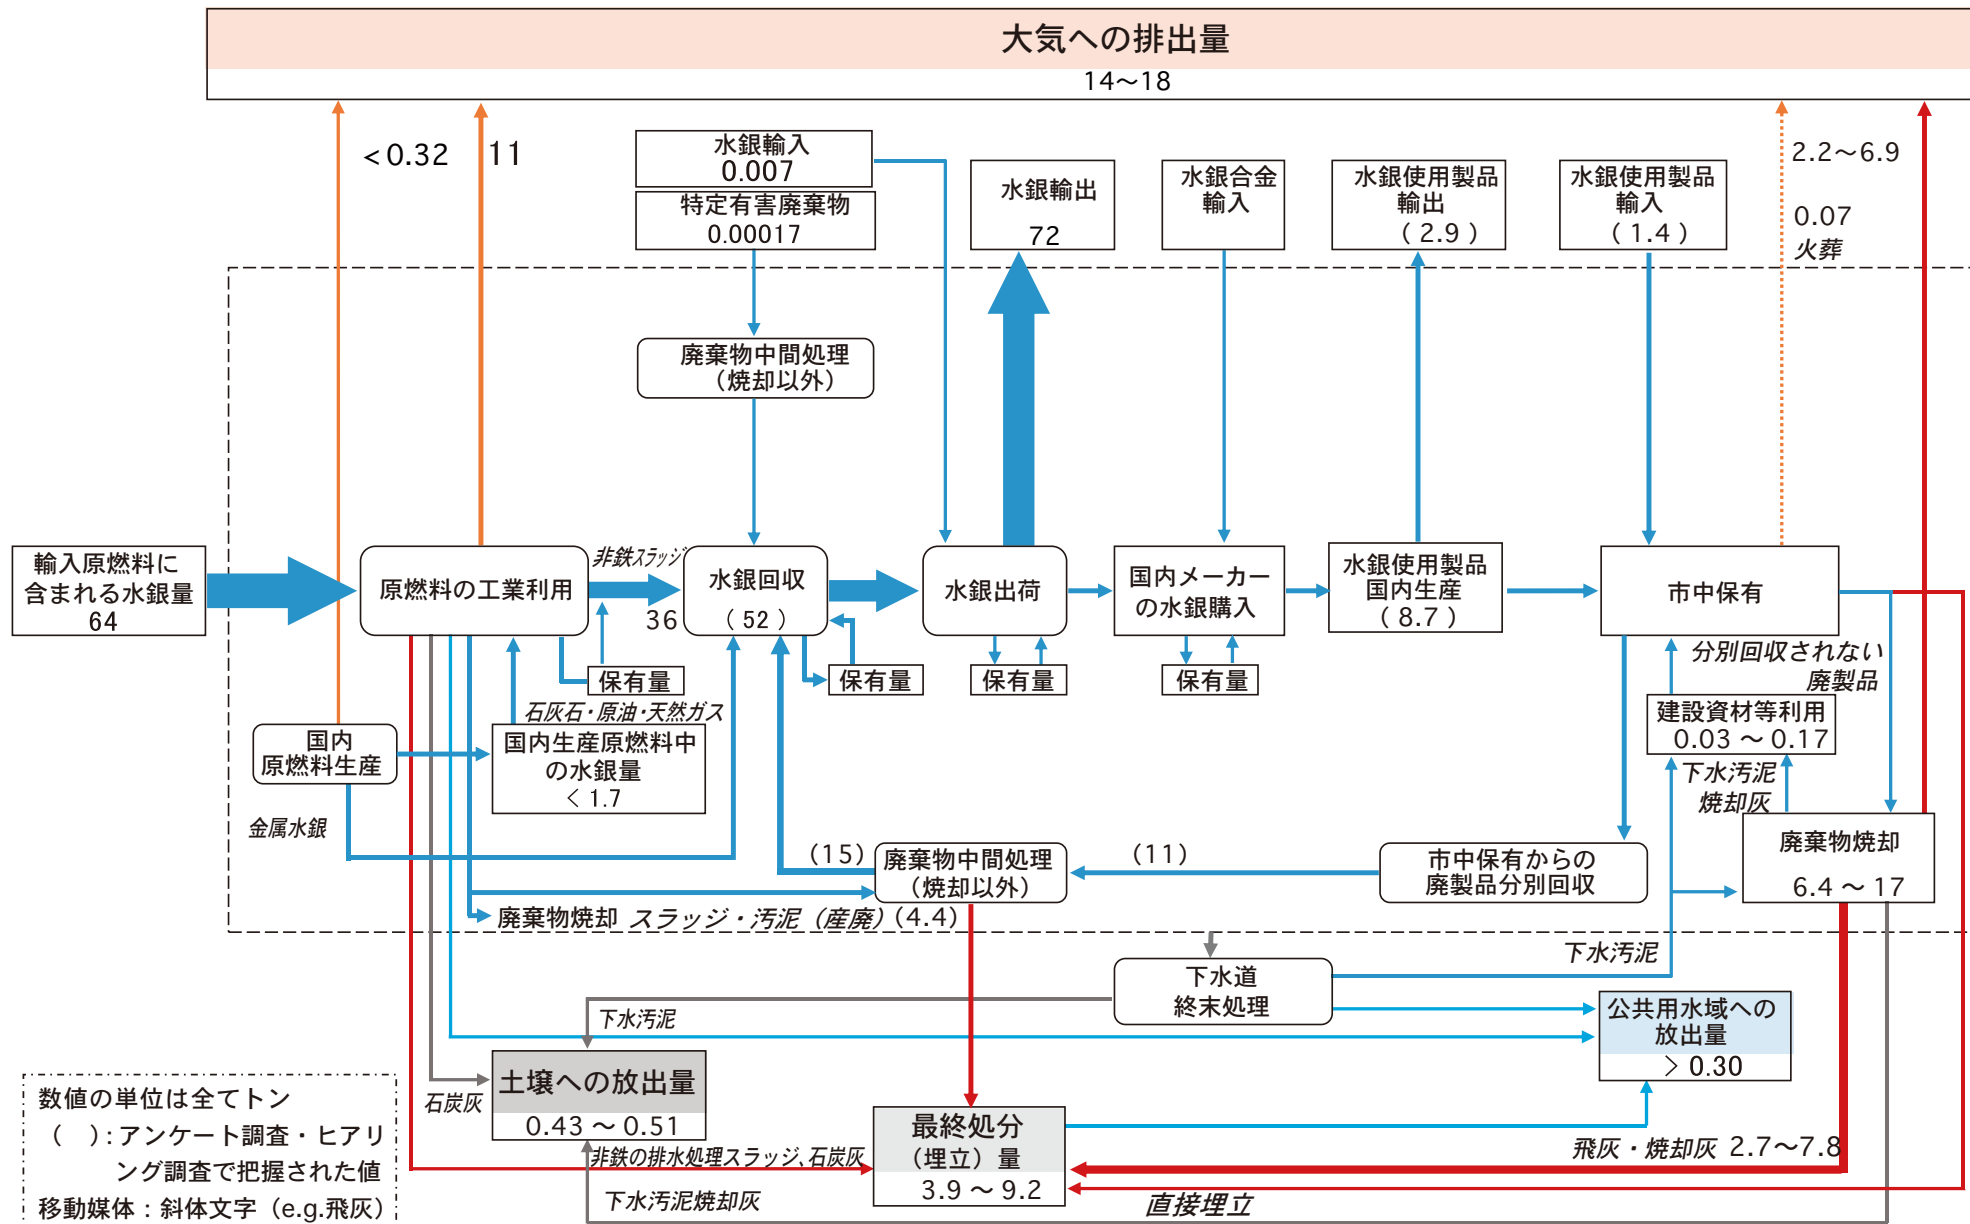 大気への排出量
14～18
＜0.32
11
水銀輸入
0.007
特定有害廃棄物
0.00017
水銀輸出
72
水銀合金
輸入
水銀使用製品
輸出
( 2.9 )
水銀使用製品
輸入
( 1.4 )
2.2～6.9
0.07
火葬
廃棄物中間処理
（焼却以外）
輸入原燃料に
含まれる水銀量
64
原燃料の工業利用
非鉄スラッジ
36
水銀回収
( 52 )
水銀出荷
国内メーカー
の水銀購入
水銀使用製品
国内生産
( 8.7 )
市中保有
保有量
保有量
保有量
保有量
分別回収されない
廃製品
石灰石・原油・天然ガス
国内
原燃料生産
国内生産原燃料中
の水銀量
＜ 1.7
建設資材等利用
0.03 ～ 0.17
下水汚泥
焼却灰
金属水銀
(15)
廃棄物中間処理
（焼却以外）
(11)
市中保有からの
廃製品分別回収
廃棄物焼却
6.4 ～ 17
廃棄物焼却 スラッジ・汚泥（産廃）(4.4)
下水汚泥
下水道
終末処理
下水汚泥
公共用水域への
放出量
＞ 0.30
土壌への放出量
0.43 ～ 0.51
石炭灰
最終処分
（埋立）量
3.9 ～ 9.2
非鉄の排水処理スラッジ、石炭灰
飛灰・焼却灰 2.7～7.8
下水汚泥焼却灰
直接埋立
数値の単位は全てトン
（　）：アンケート調査・ヒアリ
ング調査で把握された値
移動媒体：斜体文字（e.g.飛灰）